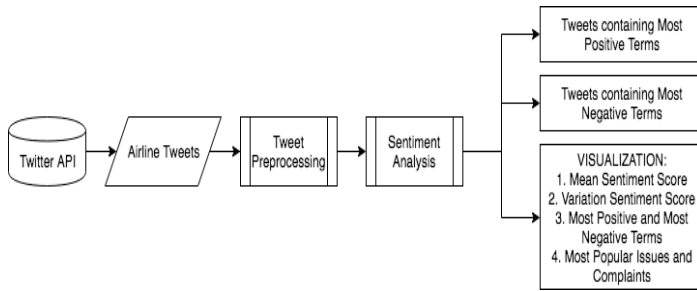 Twitter API
Airline Tweets
Tweet
Preprocessing
Sentiment
Analysis
Tweets containing Most
Positive Terms
Tweets containing Most
Negative Terms
VISUALIZATION:
1. Mean Sentiment Score
2. Variation Sentiment Score
3. Most Positive and Most
Negative Terms
4. Most Popular Issues and
Complaints